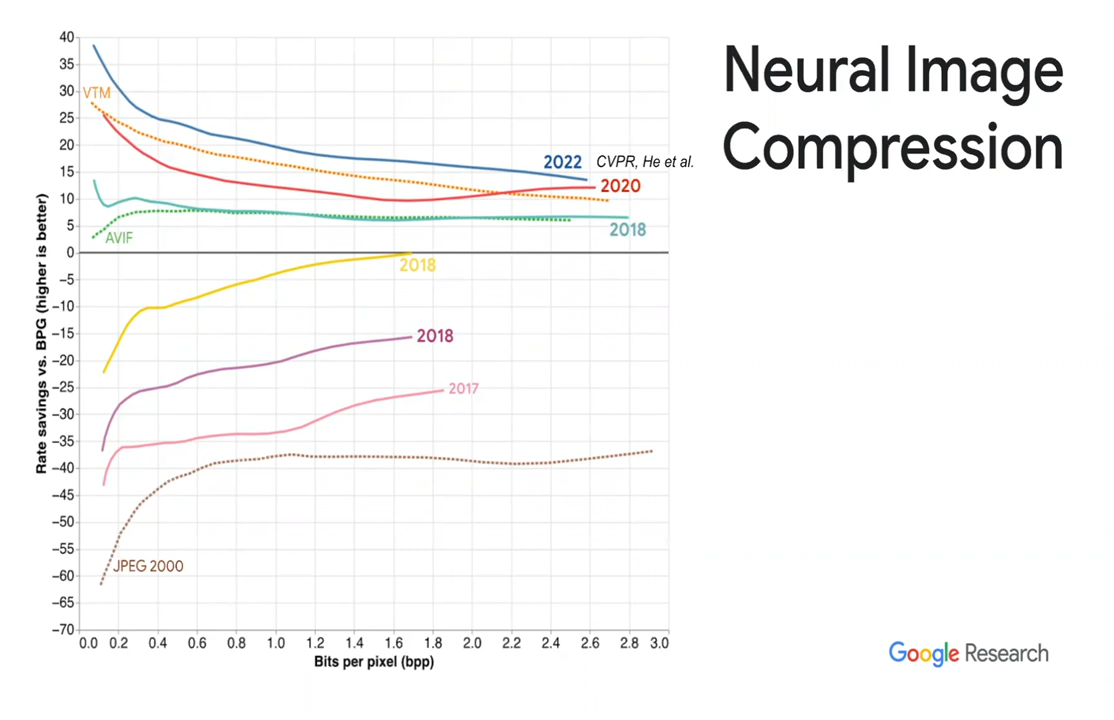 Neural Image
Compression
40
35
30
25
20
15
10
5
0
−5
−10
−15
−20
−25
−30
−35
−40
−45
−50
−55
−60
−65
−70
Rate savings vs. BPG (higher is better)
VTM
2022 CVPR, He et al.
2020
2018
AVIF
2018
2018
2017
JPEG 2000
0.0 0.2 0.4 0.6 0.8 1.0 1.2 1.4 1.6 1.8 2.0 2.2 2.4 2.6 2.8 3.0
Bits per pixel (bpp)
Google Research